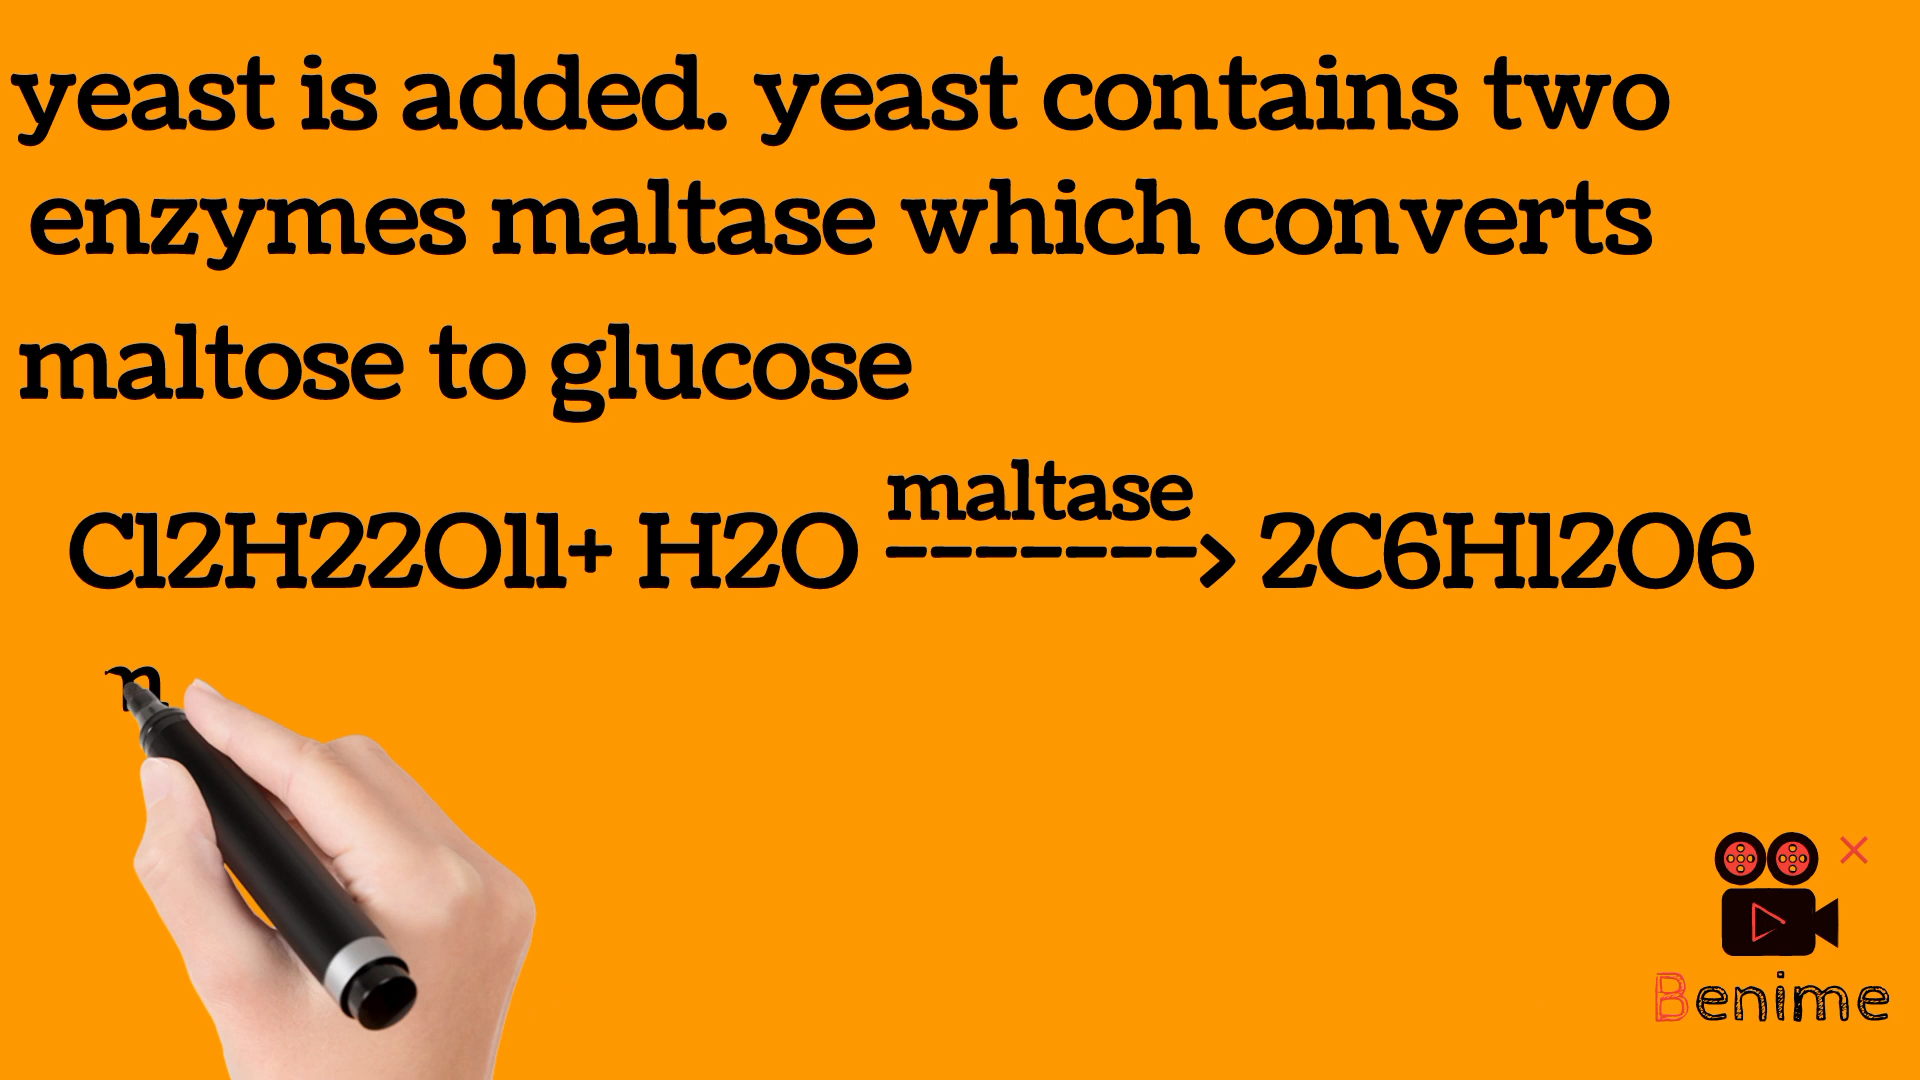 yeast is added. yeast contains two
enzymes maltase which converts
maltose to glucose
maltase
C12H22O11+ H2O -------> 2C6H12O6
Benime